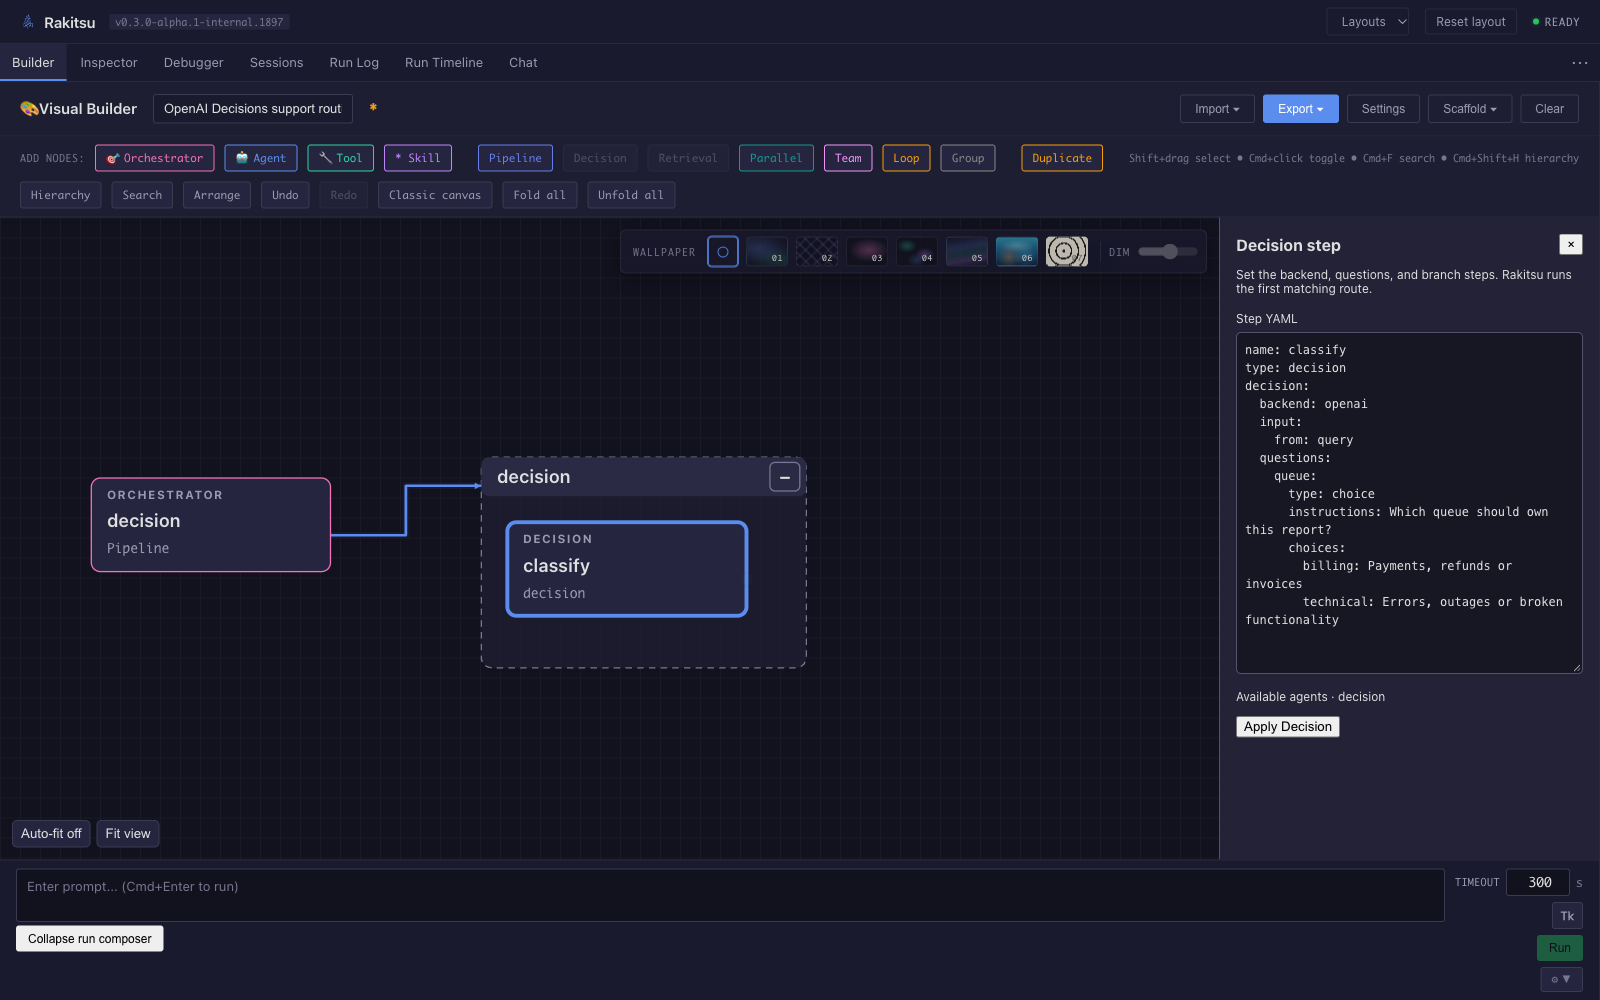 Rakitsu
v0.3.0-alpha.1-internal.1897
Layouts
Reset layout
READY
Builder
Inspector
Debugger
Sessions
Run Log
Run Timeline
Chat
Visual Builder
OpenAI Decisions support rout
*
Import
Export
Settings
Scaffold
Clear
ADD NODES:
Orchestrator
Agent
Tool
* Skill
Pipeline
Decision
Retrieval
Parallel
Team
Loop
Group
Duplicate
Shift+drag select • Cmd+click toggle • Cmd+F search • Cmd+Shift+H hierarchy
Hierarchy
Search
Arrange
Undo
Redo
Classic canvas
Fold all
Unfold all
WALLPAPER
01
02
03
04
05
06
DIM
ORCHESTRATOR
decision
Pipeline
decision
DECISION
classify
decision
Auto-fit off
Fit view
Decision step
×
Set the backend, questions, and branch steps. Rakitsu runs
the first matching route.
Step YAML
name: classify
type: decision
decision:
  backend: openai
  input:
    from: query
  questions:
    queue:
      type: choice
      instructions: Which queue should own
this report?
      choices:
        billing: Payments, refunds or
invoices
        technical: Errors, outages or broken
functionality
Available agents · decision
Apply Decision
Enter prompt... (Cmd+Enter to run)
Collapse run composer
TIMEOUT
300
s
Tk
Run